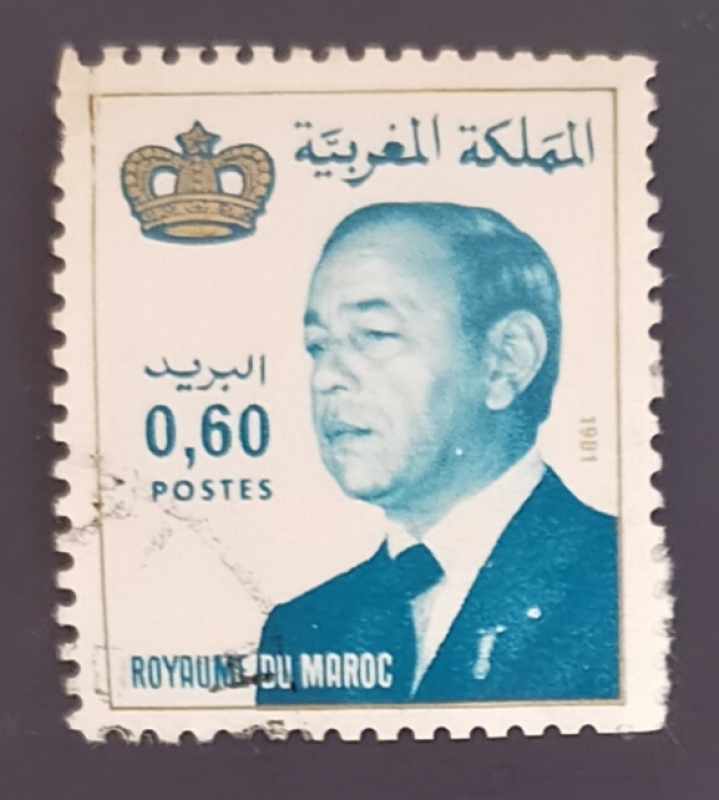 المملكة المغربيّة
البريد
0,60
POSTES
1981
ROYAUME DU MAROC